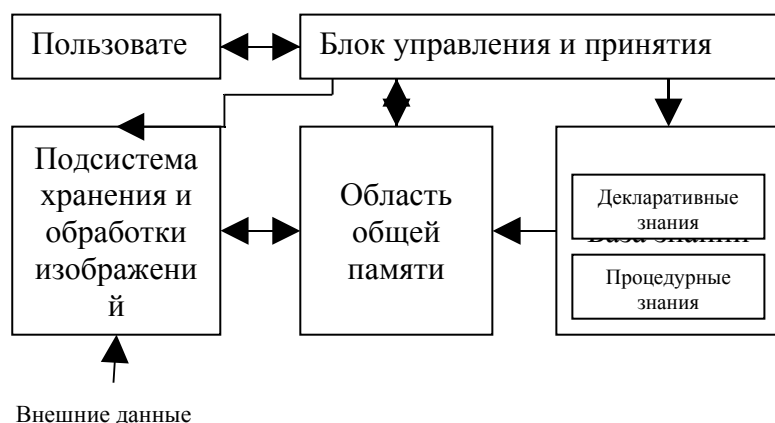 Пользовате
Блок управления и принятия
Подсистема
хранения и
обработки
изображени
й
Область
общей
памяти
Декларативные
знания
Процедурные
знания
Внешние данные